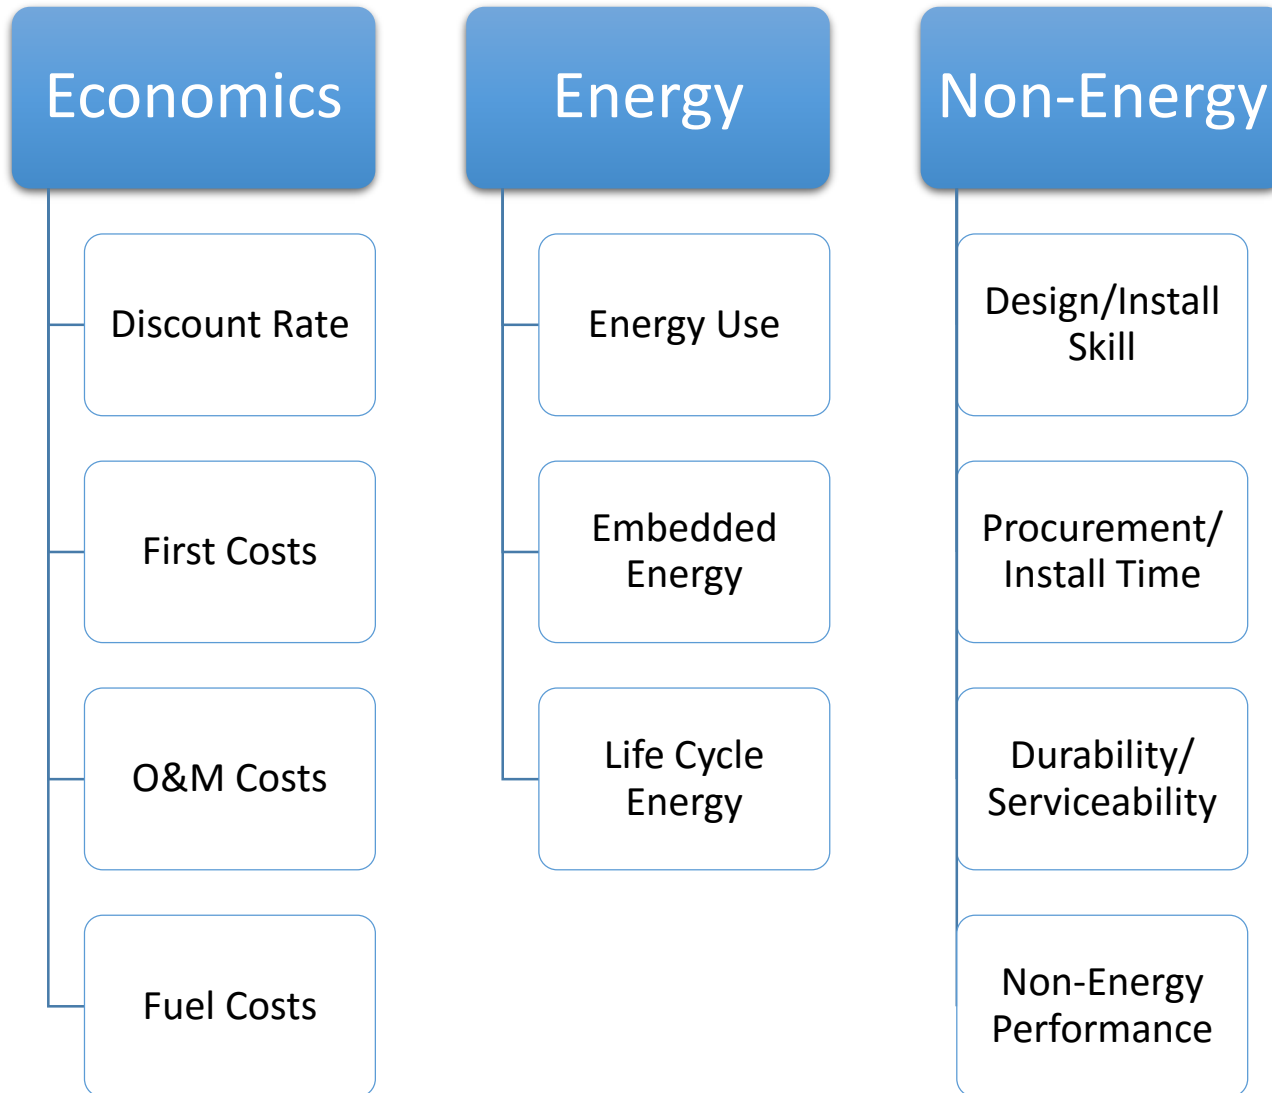 Economics
Discount Rate
First Costs
O&M Costs
Fuel Costs
Energy
Energy Use
Embedded
Energy
Life Cycle
Energy
Non-Energy
Design/Install
Skill
Procurement/
Install Time
Durability/
Serviceability
Non-Energy
Performance